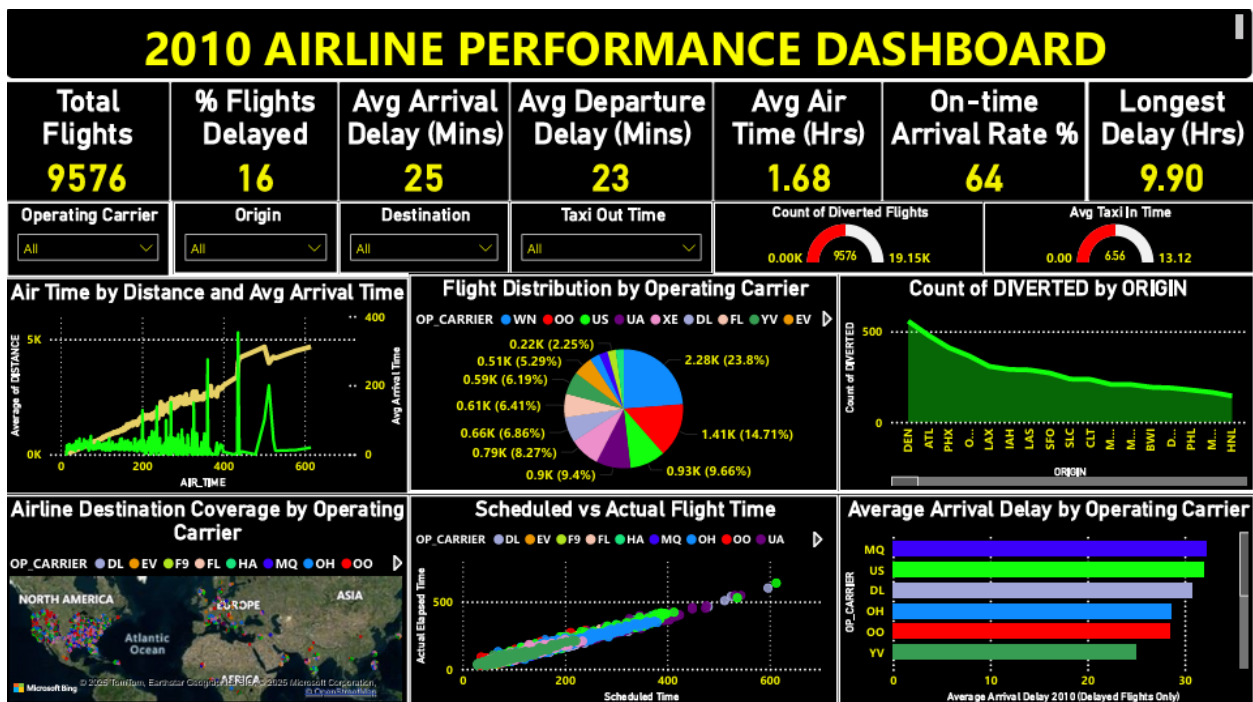 2010 AIRLINE PERFORMANCE DASHBOARD
Total Flights
9576
% Flights Delayed
16
Avg Arrival Delay (Mins)
25
Avg Departure Delay (Mins)
23
Avg Air Time (Hrs)
1.68
On-time Arrival Rate %
64
Longest Delay (Hrs)
9.90
Operating Carrier
All
Origin
All
Destination
All
Taxi Out Time
All
Count of Diverted Flights
0.00K 9576 19.15K
Avg Taxi In Time
0.00 6.56 13.12
Air Time by Distance and Avg Arrival Time
Average of DISTANCE
5K
0K
400
200
0
Avg Arrival Time
0 200 400 600
AIR_TIME
Flight Distribution by Operating Carrier
OP_CARRIER WN OO US UA XE DL FL YV EV
2.28K (23.8%)
1.41K (14.71%)
0.93K (9.66%)
0.9K (9.4%)
0.79K (8.27%)
0.66K (6.86%)
0.61K (6.41%)
0.59K (6.19%)
0.51K (5.29%)
0.22K (2.25%)
Count of DIVERTED by ORIGIN
Count of DIVERTED
500
0
DEN ATL PHX O... LAX IAH LAS SFO SLC CLT M... M... BWI D... PHL M... HNL
ORIGIN
Airline Destination Coverage by Operating
Carrier
OP_CARRIER DL EV F9 FL HA MQ OH OO
NORTH AMERICA
EUROPE
ASIA
Atlantic
Ocean
AFRICA
Microsoft Bing
© 2025 TomTom, Earthstar Geographics SIO, © 2025 Microsoft Corporation,
© OpenStreetMap
Scheduled vs Actual Flight Time
OP_CARRIER DL EV F9 FL HA MQ OH OO UA
Actual Elapsed Time
500
0
0 200 400 600
Scheduled Time
Average Arrival Delay by Operating Carrier
OP_CARRIER
MQ
US
DL
OH
OO
YV
0 10 20 30
Average Arrival Delay 2010 (Delayed Flights Only)